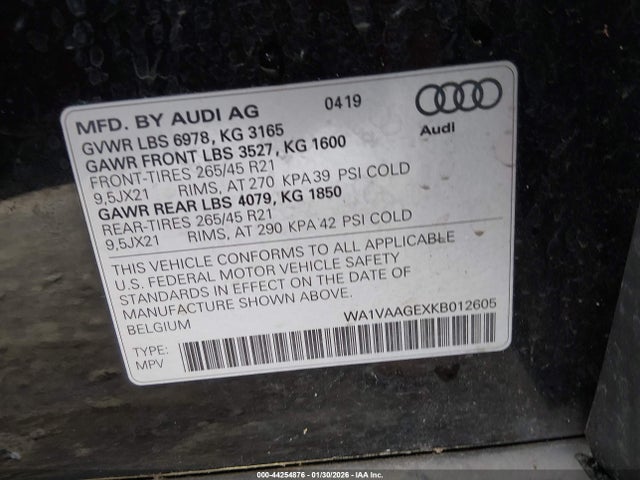 MFD. BY AUDI AG 0419
GVWR LBS 6978, KG 3165
GAWR FRONT LBS 3527, KG 1600
FRONT-TIRES 265/45 R21
9,5JX21 RIMS, AT 270 KPA 39 PSI COLD
GAWR REAR LBS 4079, KG 1850
REAR-TIRES 265/45 R21
9,5JX21 RIMS, AT 290 KPA 42 PSI COLD
Audi
THIS VEHICLE CONFORMS TO ALL APPLICABLE
U.S. FEDERAL MOTOR VEHICLE SAFETY
STANDARDS IN EFFECT ON THE DATE OF
MANUFACTURE SHOWN ABOVE.
BELGIUM WA1VAAGEXKB012605
TYPE:
MPV
000-44254876 - 01/30/2026 - IAA Inc.